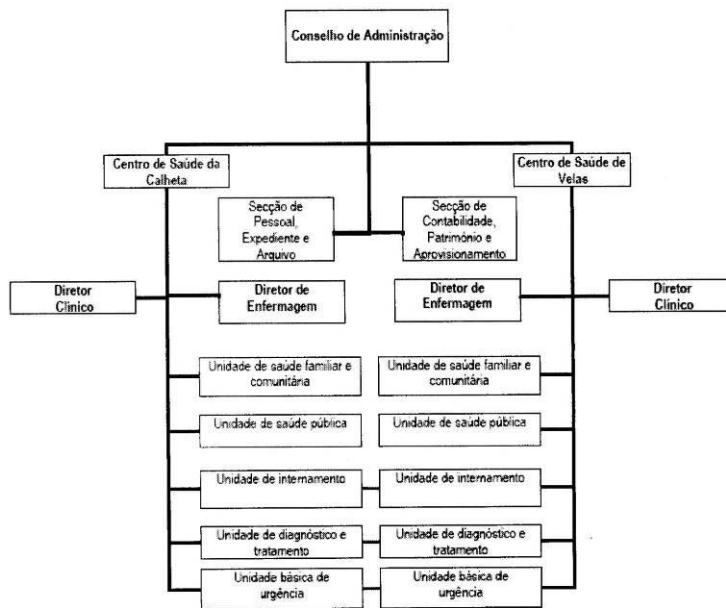 Conselho de Administração
Centro de Saúde da
Calheta
Centro de Saúde de
Velas
Secção de
Pessoal,
Expediente e
Arquivo
Secção de
Contabilidade,
Património e
Aprovisionamento
Diretor
Clínico
Diretor de
Enfermagem
Diretor de
Enfermagem
Diretor
Clínico
Unidade de saúde familiar e
comunitária
Unidade de saúde familiar e
comunitária
Unidade de saúde pública
Unidade de saúde pública
Unidade de internamento
Unidade de internamento
Unidade de diagnóstico e
tratamento
Unidade de diagnóstico e
tratamento
Unidade básica de
urgência
Unidade básica de
urgência